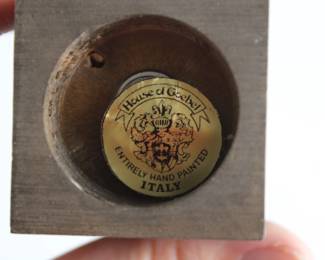 House of Goebel
ENTIRELY HAND PAINTED
ITALY